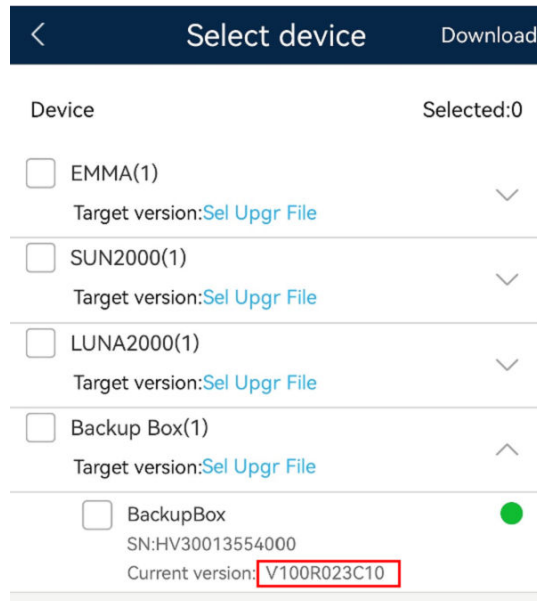 Select device Download
Device Selected:0
EMMA(1)
Target version:Sel Upgr File
SUN2000(1)
Target version:Sel Upgr File
LUNA2000(1)
Target version:Sel Upgr File
Backup Box(1)
Target version:Sel Upgr File
BackupBox
SN:HV30013554000
Current version: V100R023C10